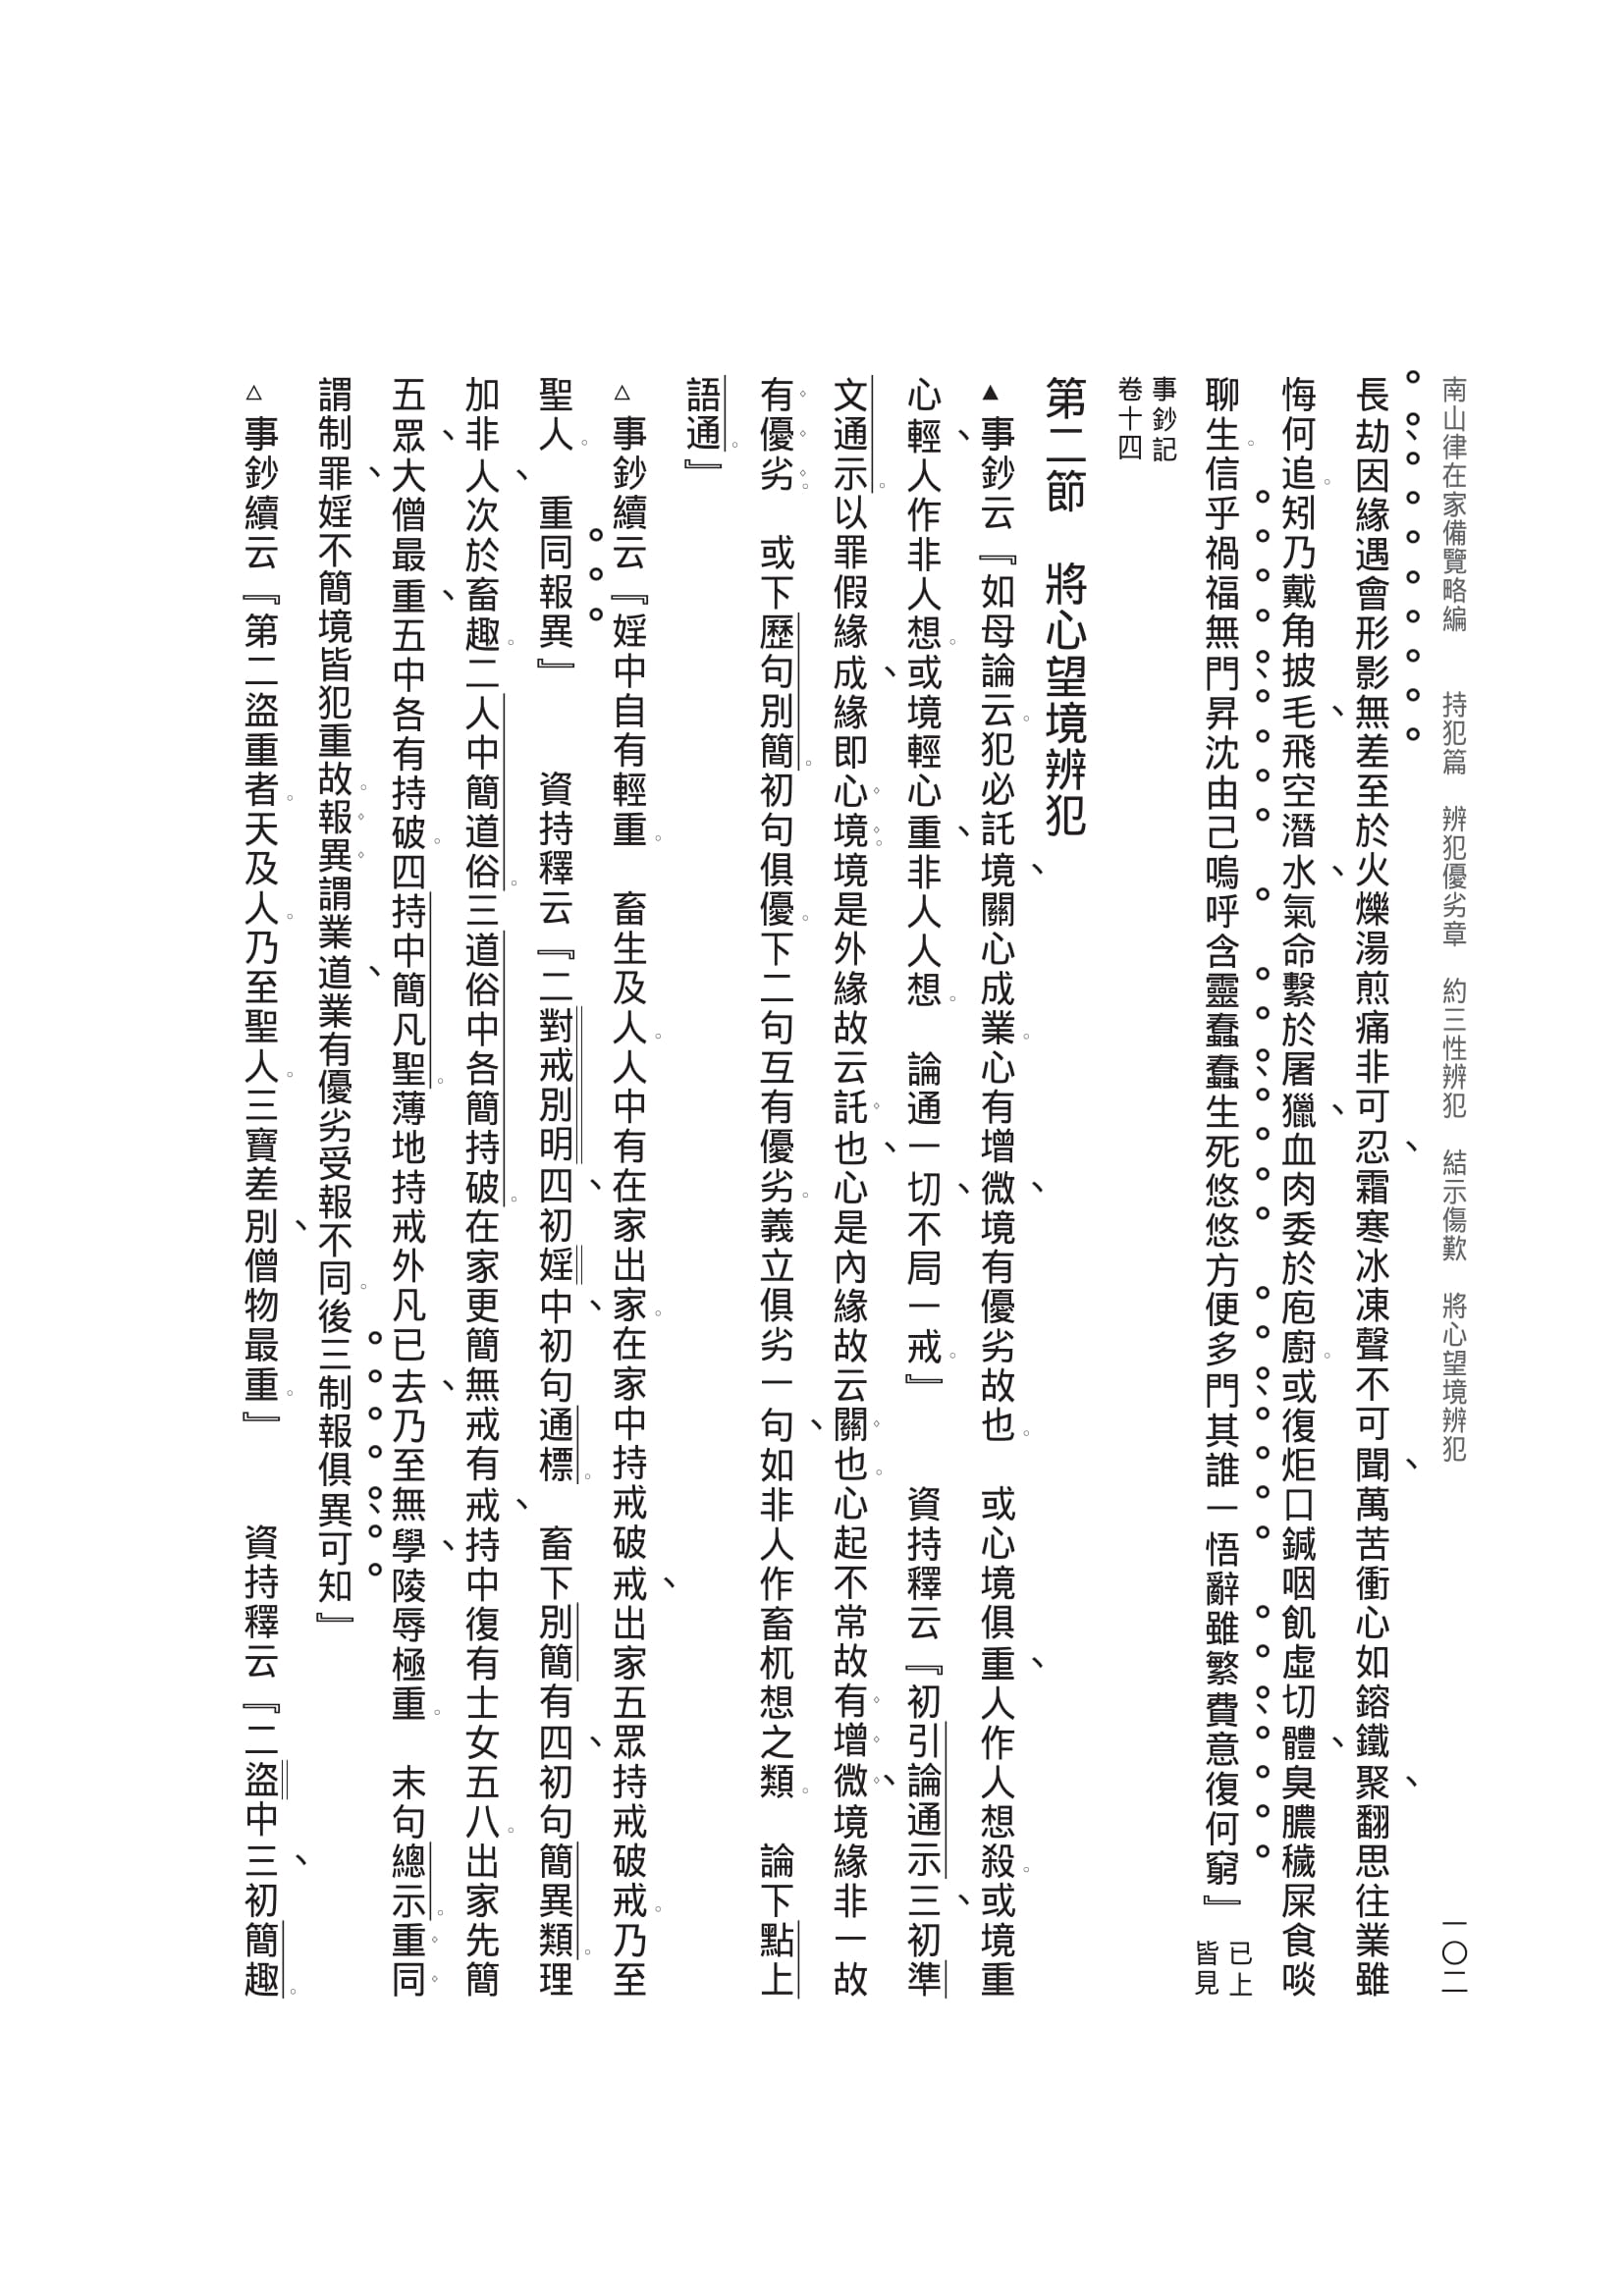 南山律在家備覽略編　　持犯篇　辨犯優劣章　約三性辨犯　結示傷歎　將心望境辨犯　一〇二
長劫因緣遇會形影無差至於火爍湯煎痛非可忍、霜寒冰凍聲不可聞、萬苦衝心如鎔鐵聚、翻思往業雖
悔何追。矧乃戴角披毛、飛空潛水、氣命繫於屠獵、血肉委於庖廚。或復炬口鍼咽飢虛切體、臭膿穢屎食啖
聊生。信乎禍福無門昇沈由己嗚呼含靈蠢蠢生死悠悠方便多門其誰一悟辭雖繁費意復何窮』已上皆見
事鈔記卷十四
第二節　將心望境辨犯
▲事鈔云『如母論云。犯必託境、關心成業。心有增微、境有優劣故也。　或心境俱重、人作人想殺。或境重
心輕、人作非人想。或境輕心重、非人人想。　論通一切、不局一戒。』　　資持釋云『初引論通示三、初準
文通示。以罪假緣成、緣即心境。境是外緣故云託也、心是內緣故云關也。心起不常故有增微、境緣非一故
有優劣。　或下歷句別簡。初句俱優。下二句互有優劣。義立俱劣一句、如非人作畜杌想之類。　論下點上
語通。』
△事鈔續云『婬中自有輕重。　畜生及人。人中有在家出家。在家中持戒破戒、出家五眾持戒破戒。乃至
聖人。　重同報異』　　資持釋云『二對戒別明四、初婬中、初句通標。　畜下別簡有四、初句簡異類。理
加非人、次於畜趣。二人中簡道俗。三道俗中各簡持破。在家更簡無戒有戒、持中復有士女五八。出家先簡
五眾、大僧最重、五中各有持破。四持中簡凡聖。薄地持戒外凡已去、乃至無學、陵辱極重。　末句總示。重同
謂制罪、婬不簡境皆犯重故。報異謂業道、業有優劣受報不同。後三制報俱異可知』
△事鈔續云『第二盜重者。天及人。乃至聖人。三寶差別、僧物最重。』　　資持釋云『二盜中三、初簡趣。